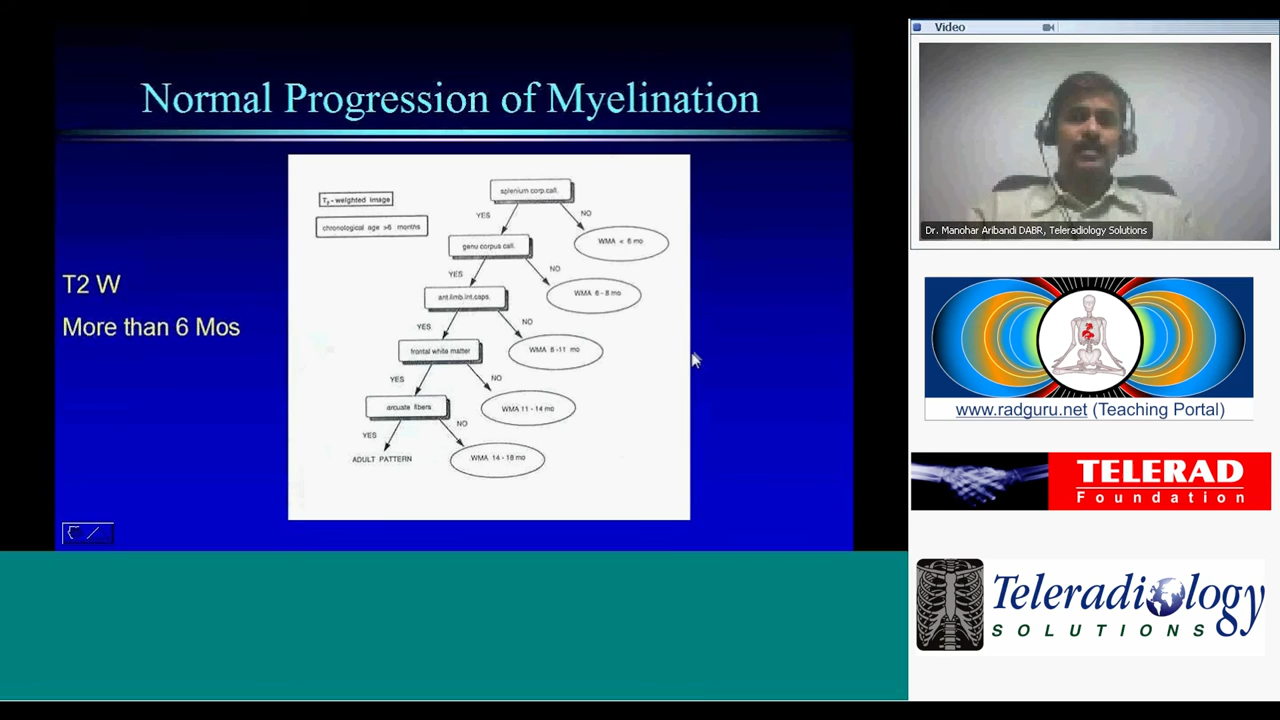 Normal Progression of Myelination
T2 W
More than 6 Mos
T2 - weighted image
chronological age >6 months
splenium corp.call.
YES
NO
genu corpus call.
WMA < 6 mo
YES
NO
ant.limb.int.caps.
WMA 6 - 8 mo
YES
NO
frontal white matter
WMA 8 -11 mo
YES
NO
arcuate fibers
WMA 11 - 14 mo
YES
NO
ADULT PATTERN
WMA 14 - 18 mo
Video
Dr. Manohar Aribandi DABR, Teleradiology Solutions
www.radguru.net (Teaching Portal)
TELERAD
Foundation
Teleradiology
SOLUTIONS